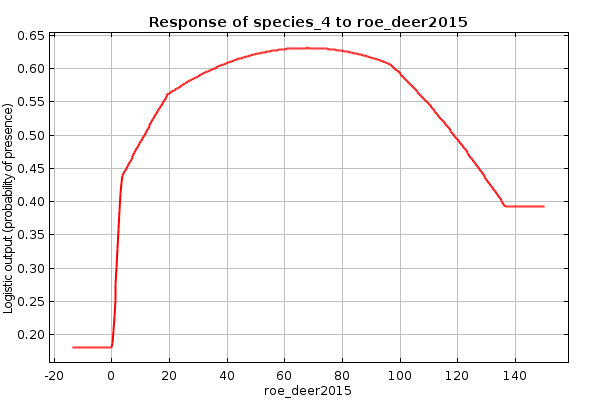 Response of species_4 to roe_deer2015
Logistic output (probability of presence)
0.65
0.60
0.55
0.50
0.45
0.40
0.35
0.30
0.25
0.20
-20 0 20 40 60 80 100 120 140
roe_deer2015